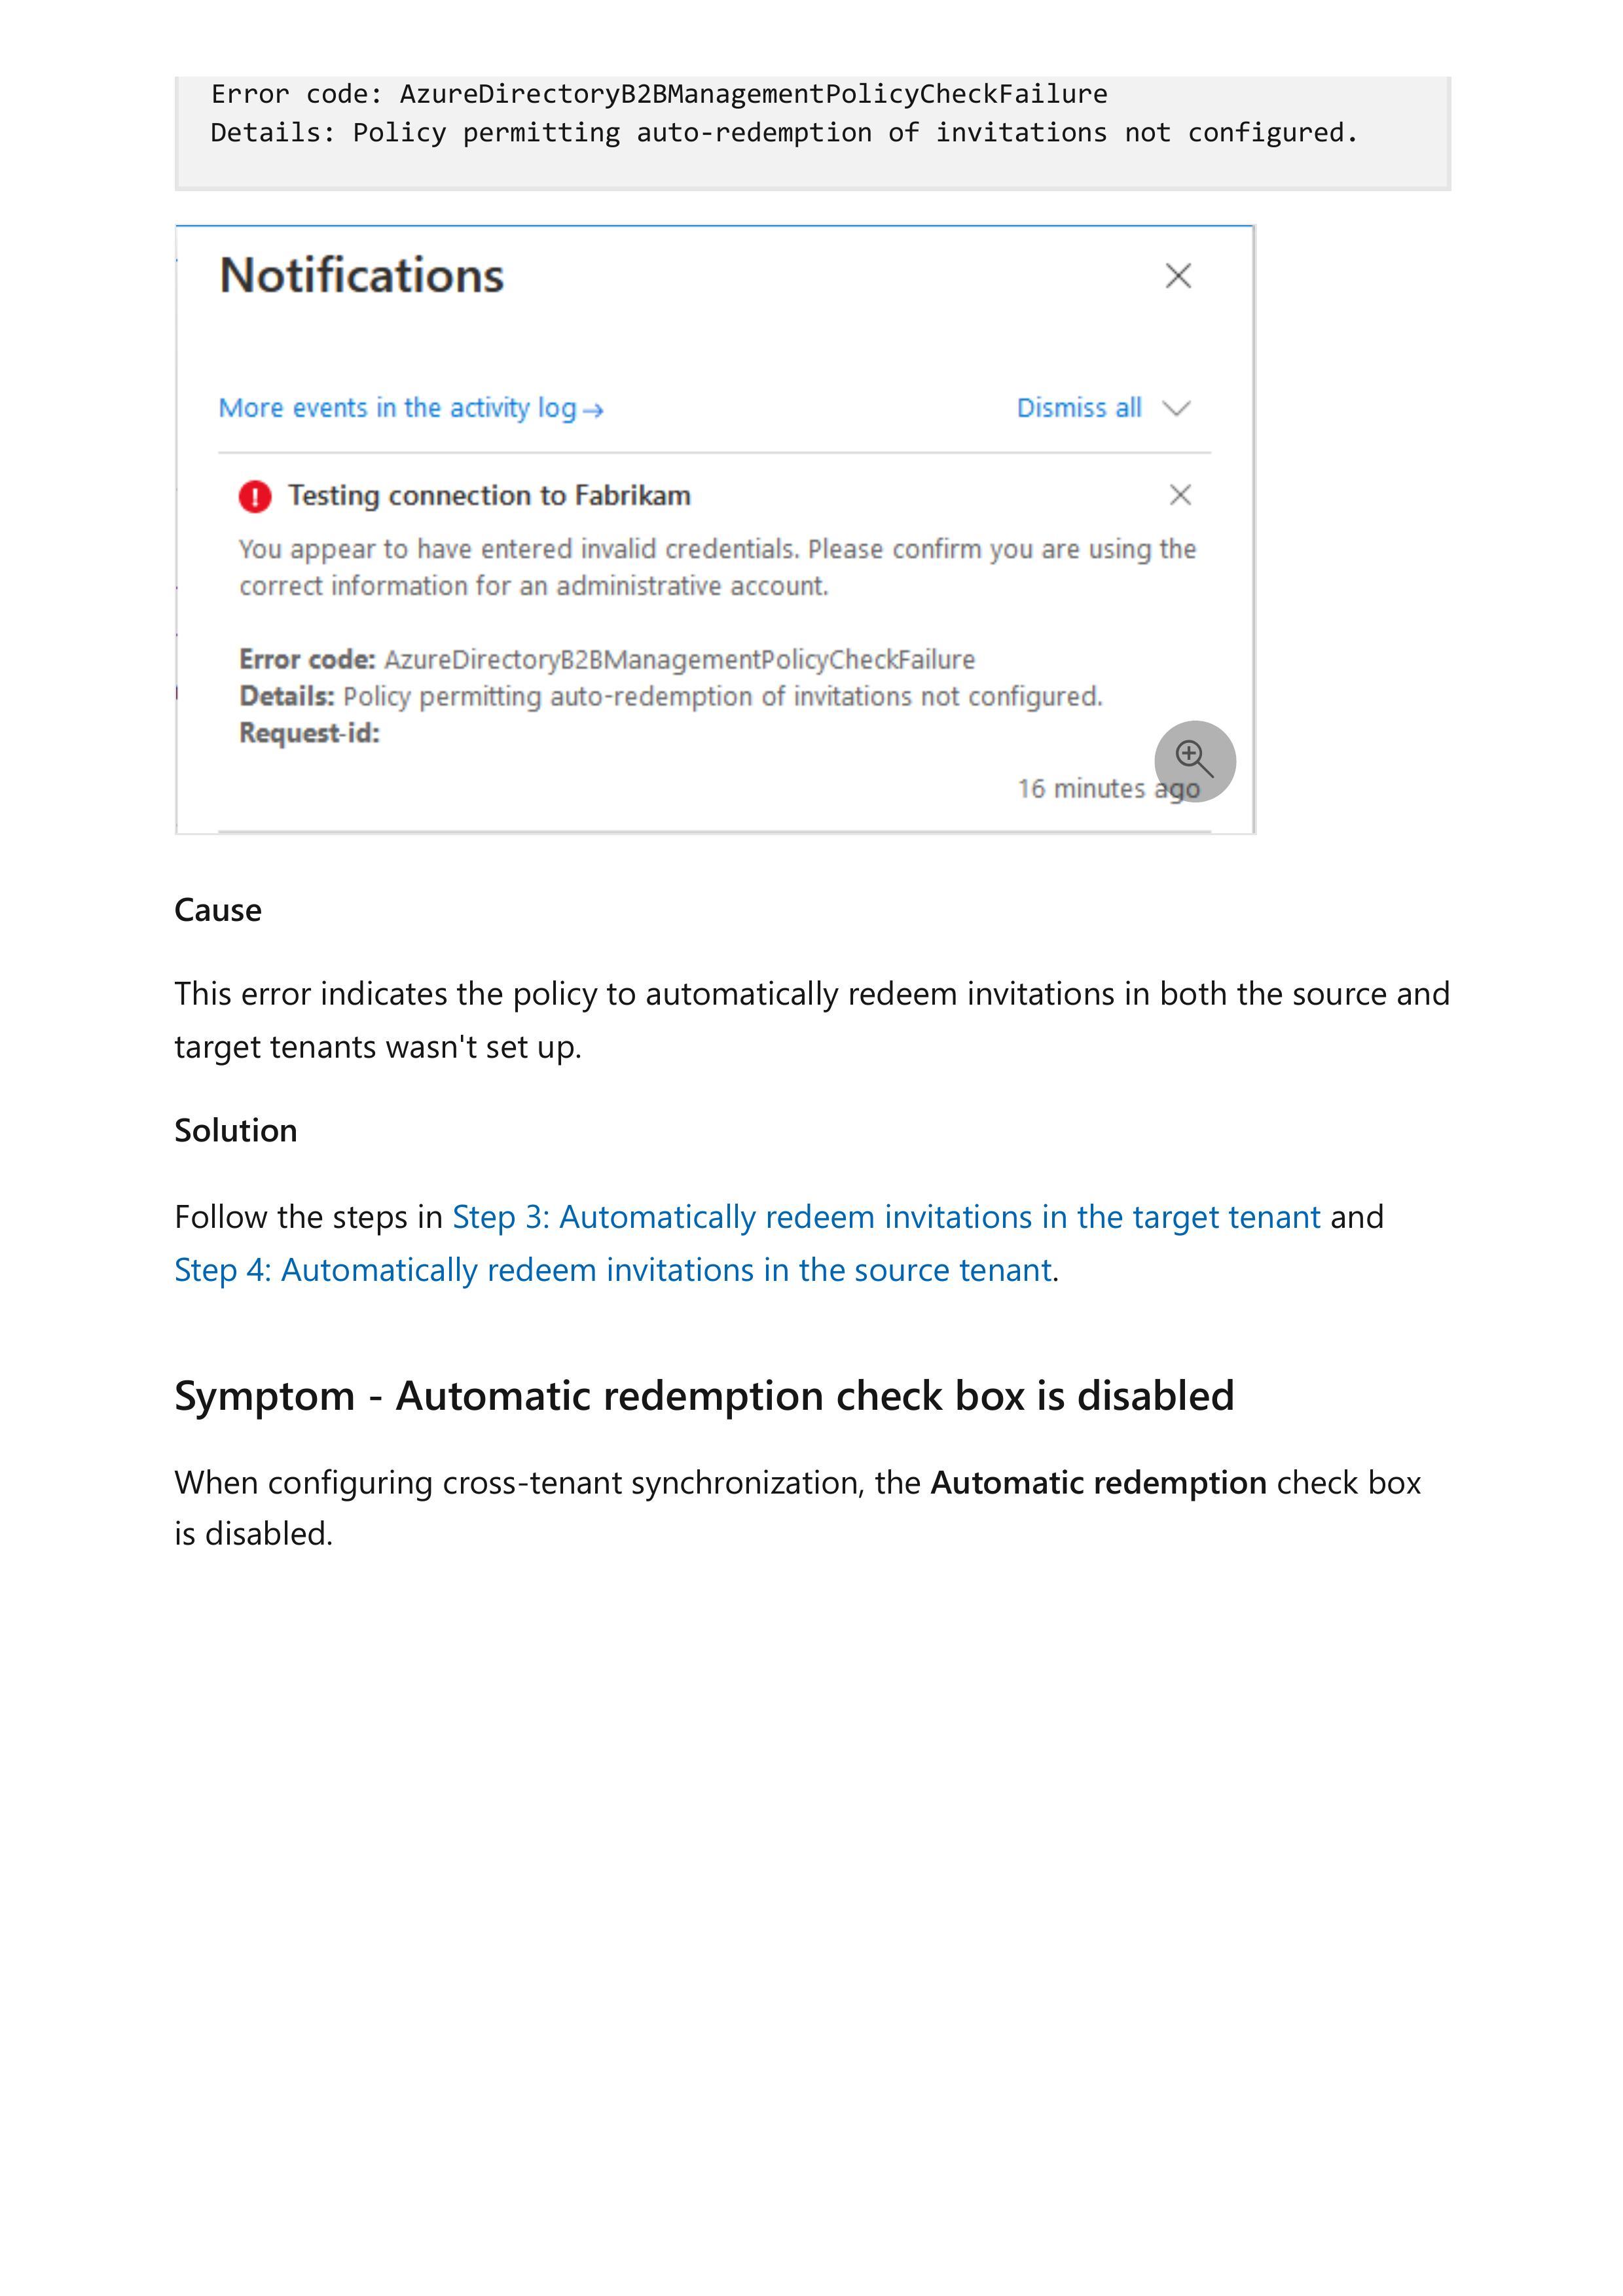 Error code: AzureDirectoryB2BManagementPolicyCheckFailure
Details: Policy permitting auto-redemption of invitations not configured.
Notifications
More events in the activity log → Dismiss all
Testing connection to Fabrikam
You appear to have entered invalid credentials. Please confirm you are using the
correct information for an administrative account.
Error code: AzureDirectoryB2BManagementPolicyCheckFailure
Details: Policy permitting auto-redemption of invitations not configured.
Request-id:
16 minutes ago
Cause
This error indicates the policy to automatically redeem invitations in both the source and
target tenants wasn't set up.
Solution
Follow the steps in Step 3: Automatically redeem invitations in the target tenant and
Step 4: Automatically redeem invitations in the source tenant.
Symptom - Automatic redemption check box is disabled
When configuring cross-tenant synchronization, the Automatic redemption check box
is disabled.